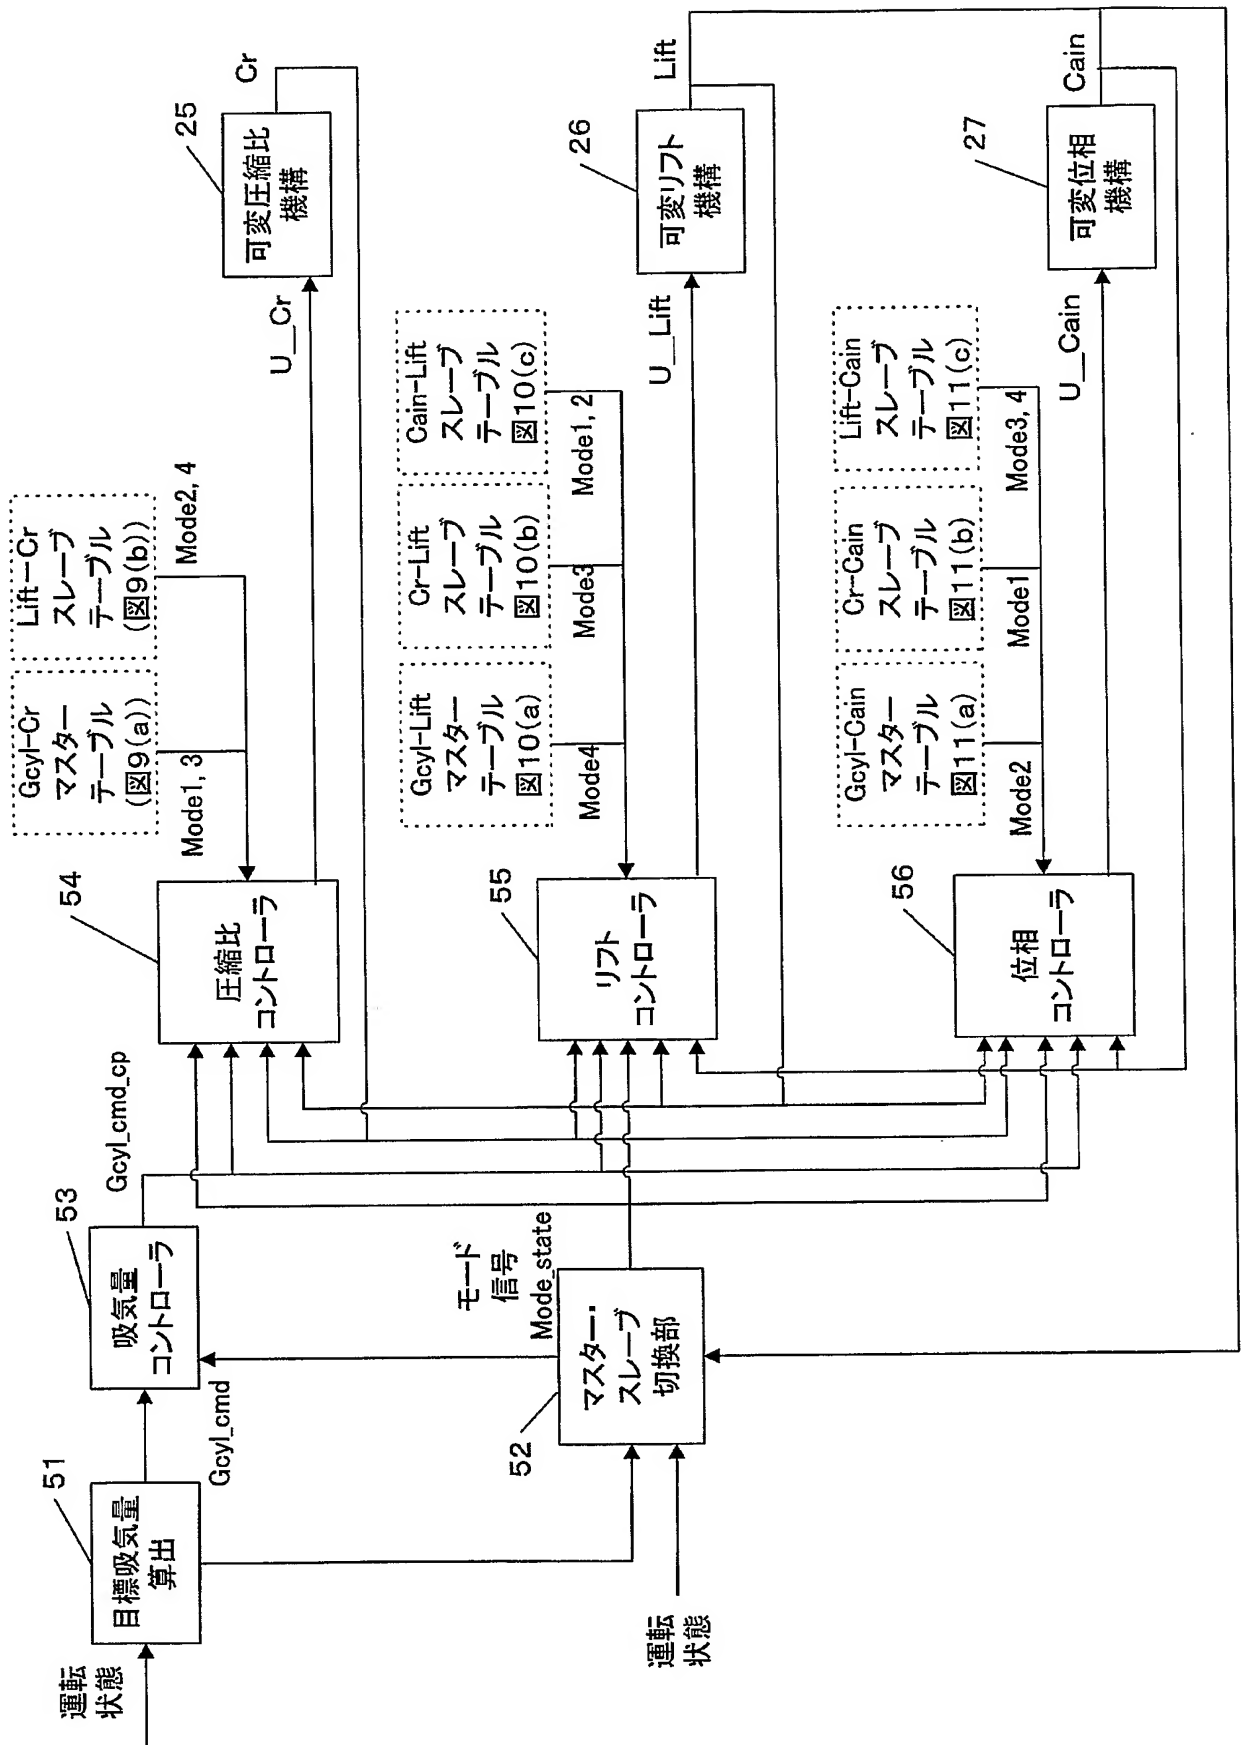 運転
状態
51
目標吸気量
算出
Gcyl_cmd
53
吸気量
コントローラ
Gcyl_cmd_cp
運転
状態
52
マスター・
スレーブ
切換部
モード
信号
Mode_state
54
圧縮比
コントローラ
Mode1, 3
Gcyl-Cr
マスター
テーブル
(図9(a))
Mode2, 4
Lift-Cr
スレーブ
テーブル
(図9(b))
U_Cr
25
可変圧縮比
機構
Cr
55
リフト
コントローラ
Mode4
Gcyl-Lift
マスター
テーブル
図10(a)
Mode3
Cr-Lift
スレーブ
テーブル
図10(b)
Mode1, 2
Cain-Lift
スレーブ
テーブル
図10(c)
U_Lift
26
可変リフト
機構
Lift
56
位相
コントローラ
Mode2
Gcyl-Cain
マスター
テーブル
図11(a)
Mode1
Cr-Cain
スレーブ
テーブル
図11(b)
Mode3, 4
Lift-Cain
スレーブ
テーブル
図11(c)
U_Cain
27
可変位相
機構
Cain